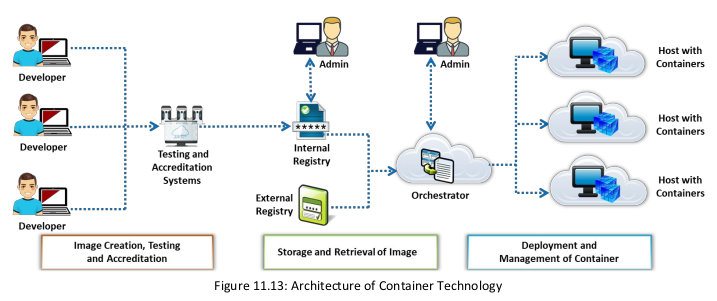 Developer
Developer
Developer
Testing and
Accreditation
Systems
Admin
*****
Internal
Registry
External
Registry
****
Admin
Orchestrator
Host with
Containers
Host with
Containers
Host with
Containers
Image Creation, Testing
and Accreditation
Storage and Retrieval of Image
Deployment and
Management of Container
Figure 11.13: Architecture of Container Technology